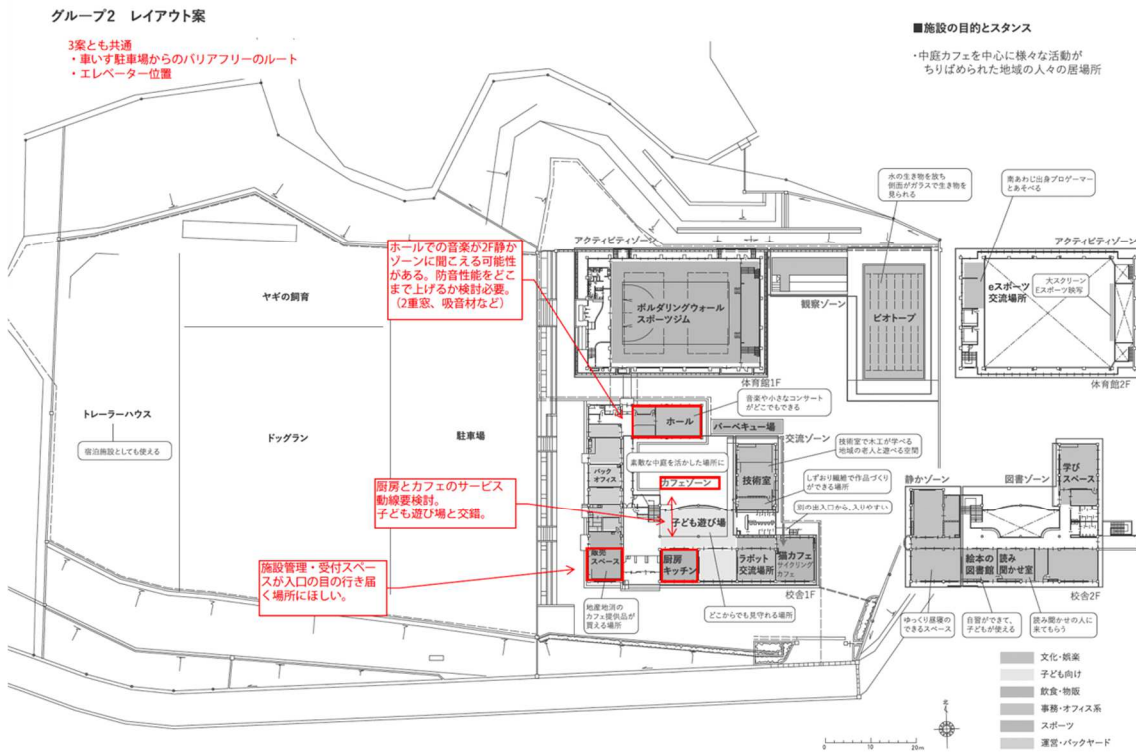 グループ2 レイアウト案
3案とも共通
・車いす駐車場からのバリアフリーのルート
・エレベーター位置
■施設の目的とスタンス
・中庭カフェを中心に様々な活動が
ちりばめられた地域の人々の居場所
水の生き物を放ち
側面がガラスで生き物を
見られる
南あわじ出身プロゲーマー
とあそべる
ホールでの音楽が2F静か
ゾーンに聞こえる可能性
がある。防音性能をどこ
まで上げるか検討必要。
(2重窓、吸音材など)
アクティビティゾーン
アクティビティゾーン
ヤギの飼育
ボルダリングウォール
スポーツジム
観察ゾーン
ビオトープ
eスポーツ
交流場所
大スクリーン
Eスポーツ映写
体育館1F
体育館2F
トレーラーハウス
宿泊施設としても使える
ドッグラン
駐車場
音楽や小さなコンサート
がどこでもできる
ホール
バーベキュー場
交流ゾーン
技術室で木工が学べる
地域の老人と遊べる空間
素敵な中庭を活かした場所に
バック
オフィス
カフェゾーン
技術室
しずおり繊細で作品づくり
ができる場所
別の出入口から、入りやすい
静かゾーン
図書ゾーン
学び
スペース
厨房とカフェのサービス
動線要検討。
子ども遊び場と交錯。
子ども遊び場
販売
スペース
厨房
キッチン
ラボット
交流場所
猫カフェ
サイクリング
カフェ
絵本の
図書館
読み
聞かせ室
施設管理・受付スペー
スが入口の目の行き届
く場所にほしい。
校舎1F
校舎2F
地産地消の
カフェ提供品が
買える場所
どこからでも見守れる場所
ゆっくり昼寝の
できるスペース
自習ができて、
子どもが使える
読み聞かせの人に
来てもらう
文化・娯楽
子ども向け
飲食・物販
事務・オフィス系
スポーツ
運営・バックヤード
0 10 20m